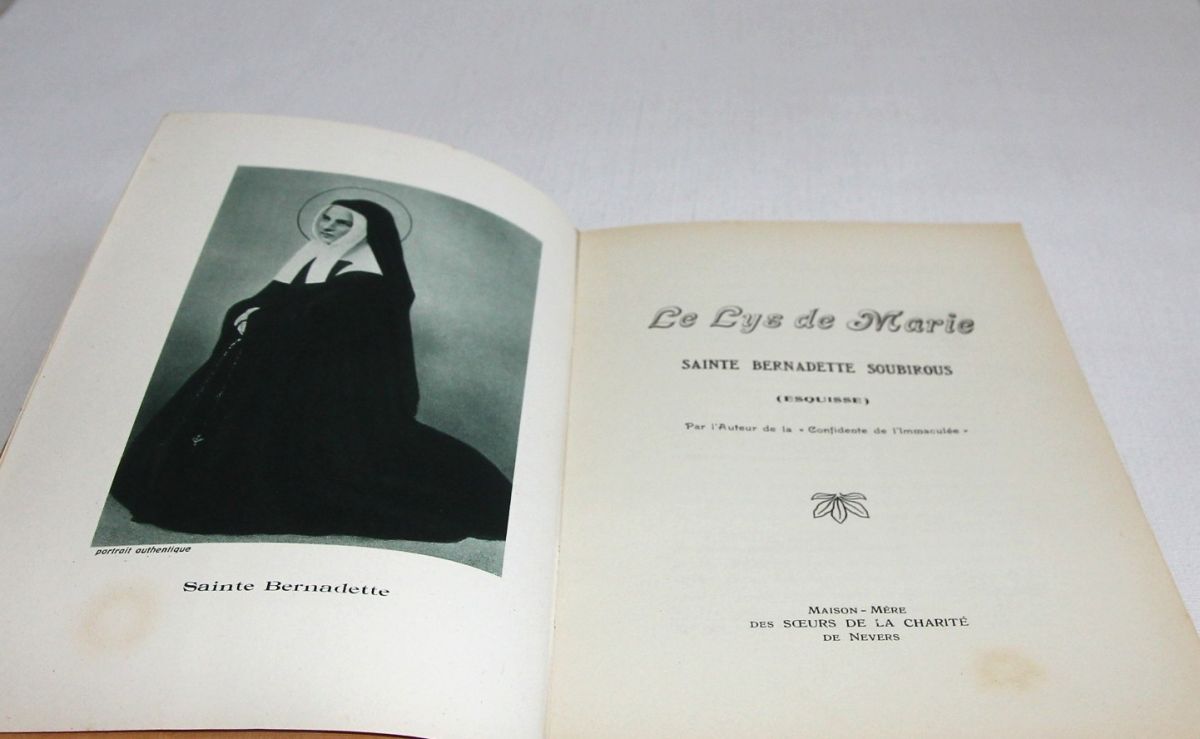 portrait authentique
Sainte Bernadette
Le Lys de Marie
SAINTE BERNADETTE SOUBIROUS
(ESQUISSE)
Par l'Auteur de la « Confidente de l'Immaculée »
MAISON-MÈRE
DES SŒURS DE LA CHARITÉ
DE NEVERS